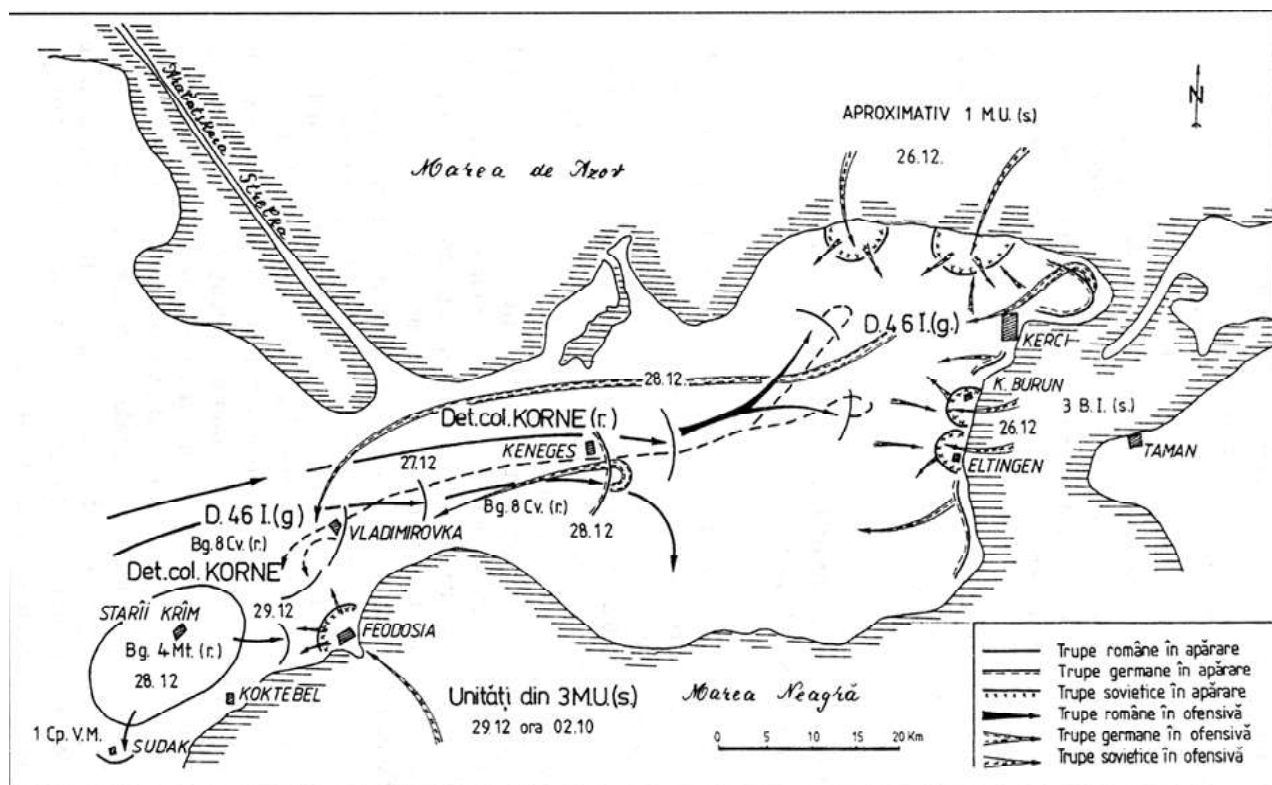 Arabatskaia
Strelka
Marea de Azov
APROXIMATIV 1 M.U.(s.)
26.12.
N
D.46 I.(g.)
KERCI
K. BURUN
3 B.I.(s.)
26.12
ELTINGEN
TAMAN
28.12
Det.col. KORNE (r.)
KENEGES
27.12
Bg.8 Cv.(r.)
28.12
D.46 I.(g)
VLADIMIROVKA
Bg.8 Cv.(r.)
Det.col. KORNE
STARÎI KRÎM
29.12
Bg. 4 Mt. (r.)
FEODOSIA
28.12
KOKTEBEL
1 Cp. V.M.
SUDAK
Unități din 3 M.U.(s.)
29.12 ora 02.10
Marea Neagră
0 5 10 15 20 Km
Trupe române în apărare
Trupe germane în apărare
Trupe sovietice în apărare
Trupe române în ofensivă
Trupe germane în ofensivă
Trupe sovietice în ofensivă